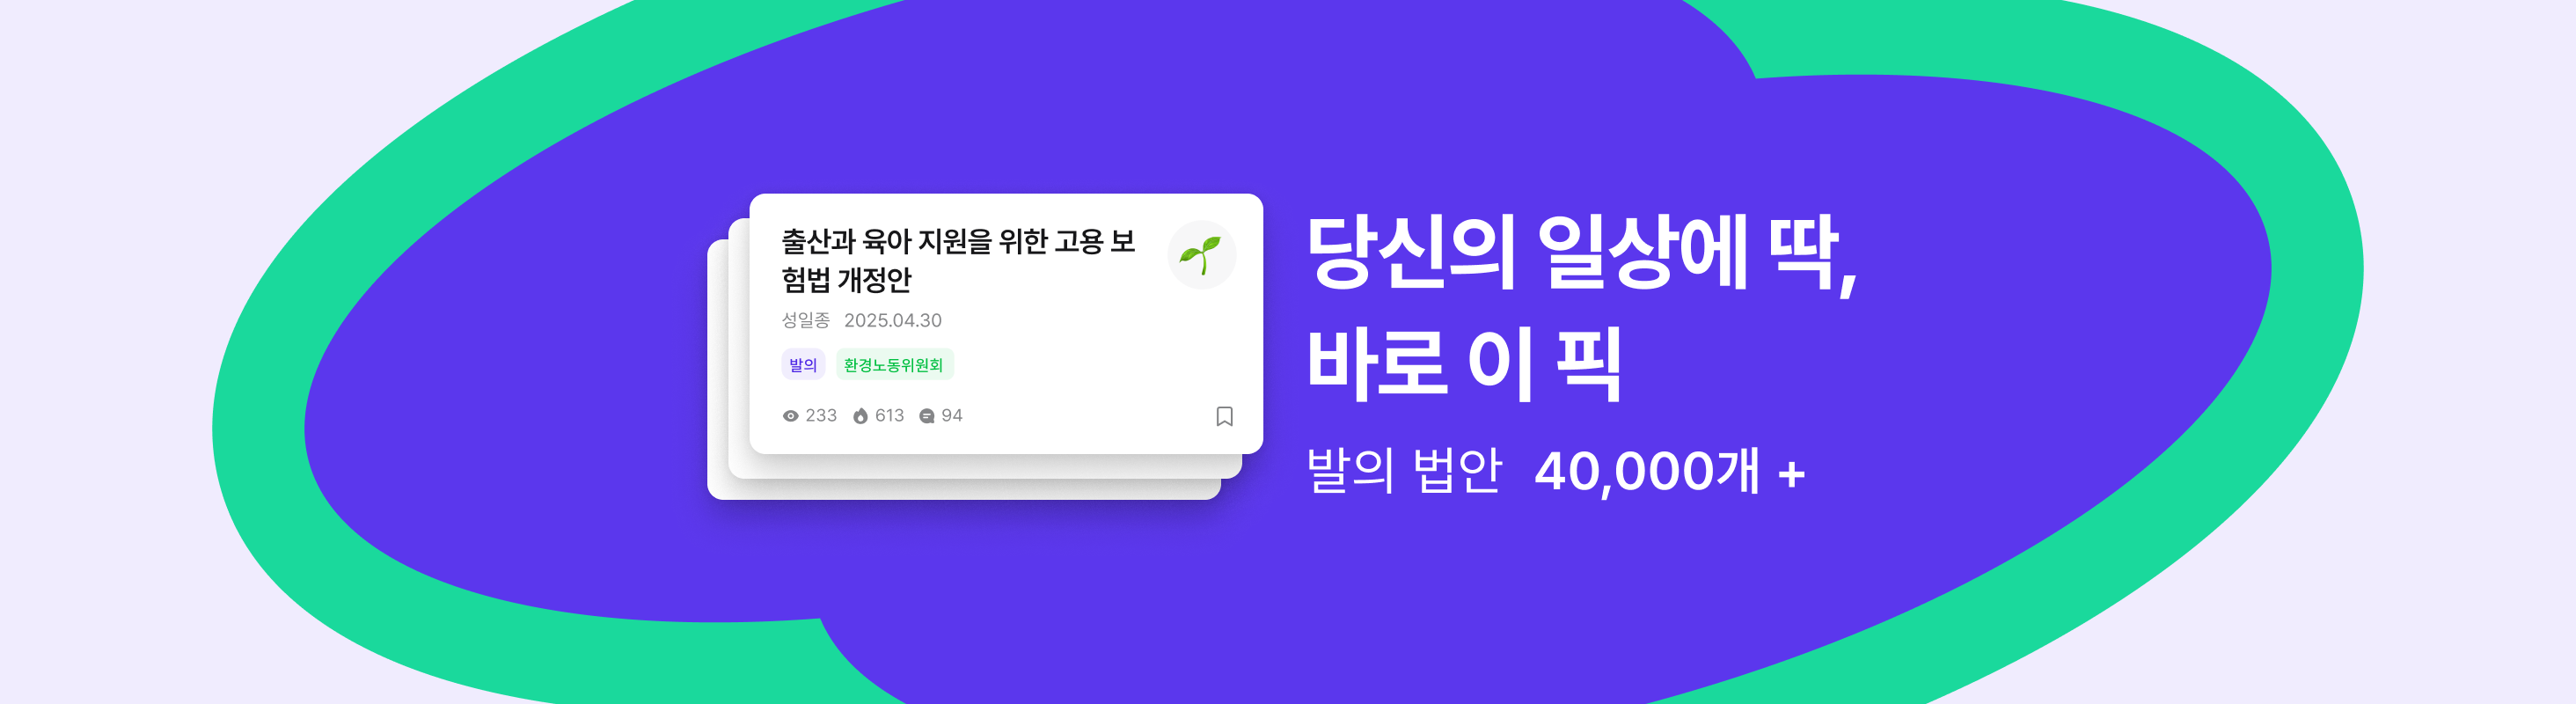 출산과 육아 지원을 위한 고용 보
험법 개정안
성일종 2025.04.30
발의 환경노동위원회
233 613 94
당신의 일상에 딱,
바로 이 픽
발의 법안 40,000개 +